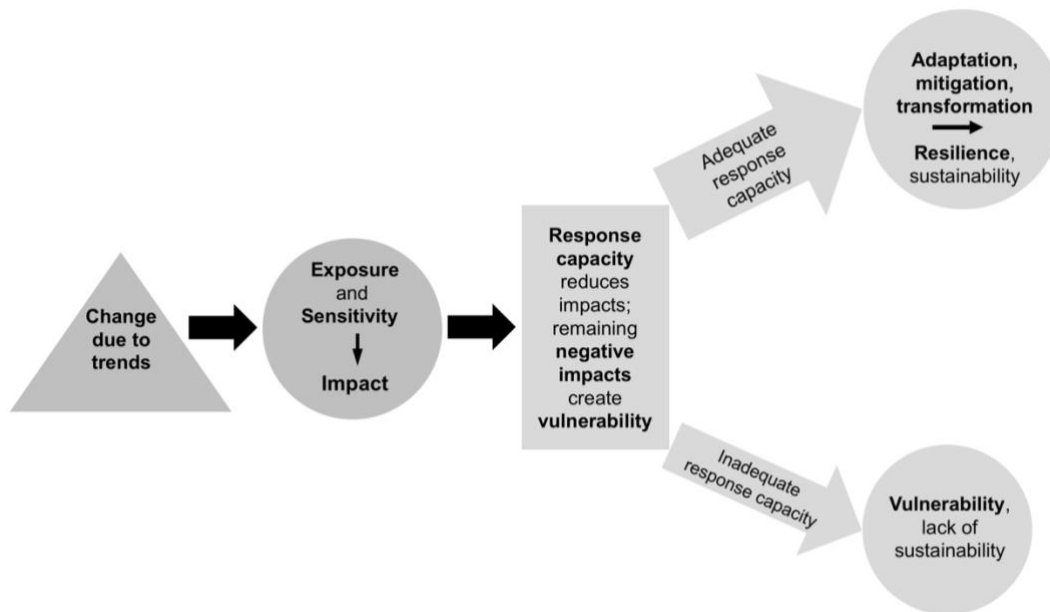 Change
due to
trends
Exposure
and
Sensitivity
Impact
Response
capacity
reduces
impacts;
remaining
negative
impacts
create
vulnerability
Adequate
response
capacity
Adaptation,
mitigation,
transformation
Resilience,
sustainability
Inadequate
response capacity
Vulnerability,
lack of
sustainability